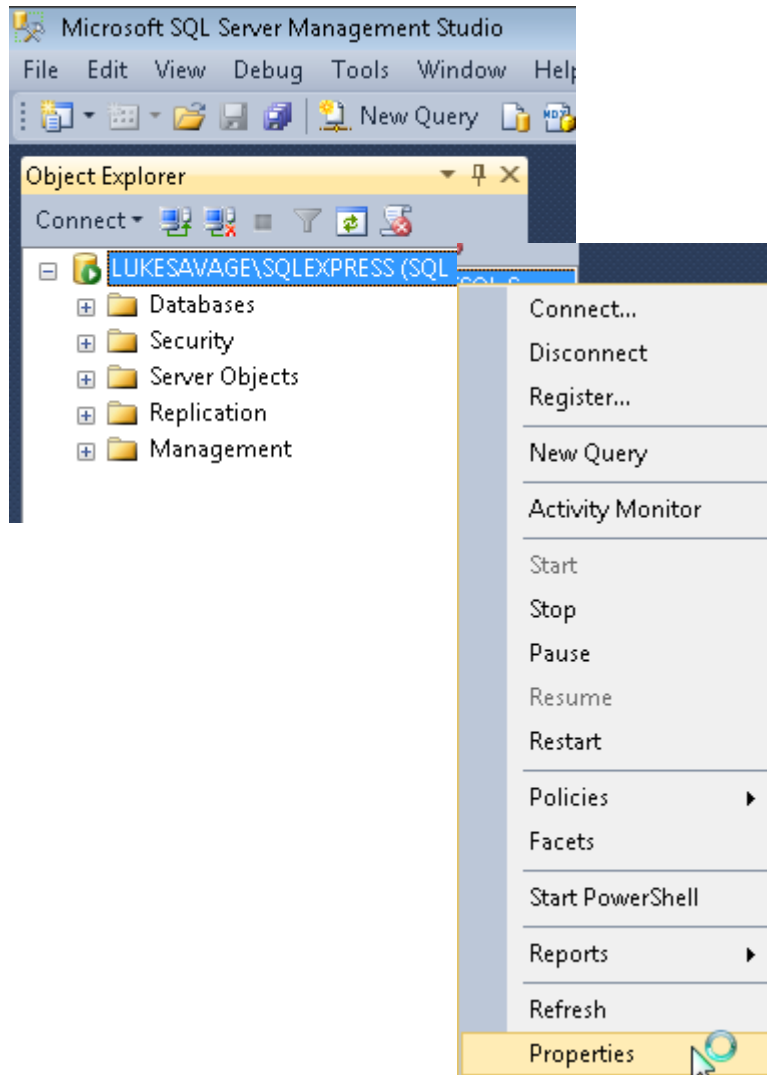 Microsoft SQL Server Management Studio
File Edit View Debug Tools Window Help
New Query
Object Explorer
Connect
LUKESAVAGE\SQLEXPRESS (SQL
Databases
Security
Server Objects
Replication
Management
Connect...
Disconnect
Register...
New Query
Activity Monitor
Start
Stop
Pause
Resume
Restart
Policies
Facets
Start PowerShell
Reports
Refresh
Properties